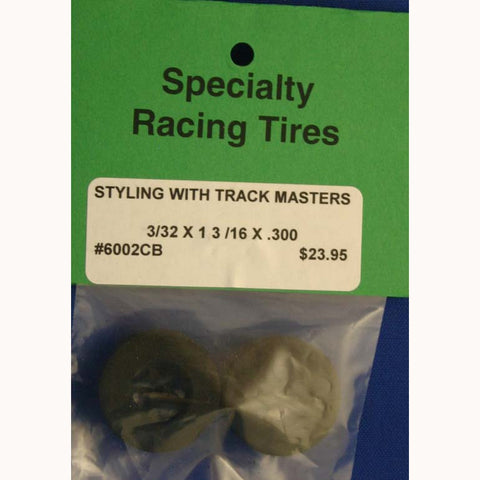 Specialty
Racing Tires
STYLING WITH TRACK MASTERS
3/32 X 1 3 /16 X .300
#6002CB $23.95